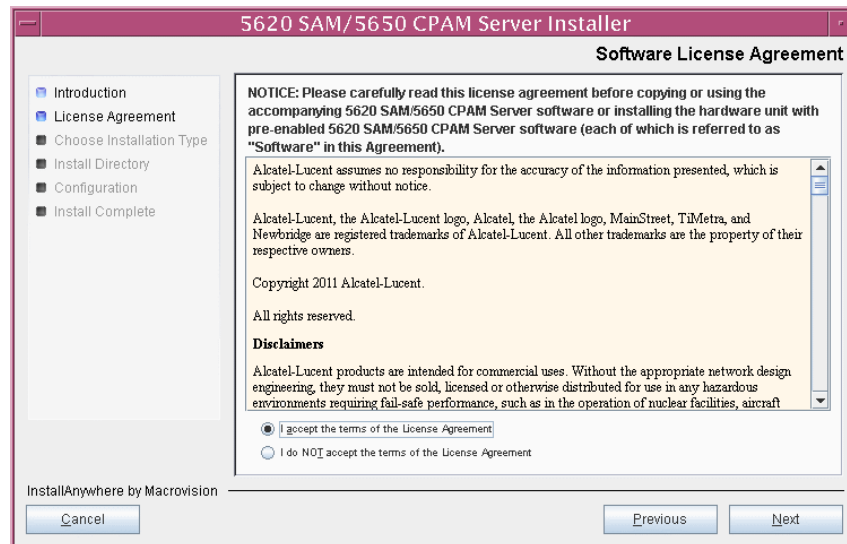 5620 SAM/5650 CPAM Server Installer
Software License Agreement
Introduction
License Agreement
Choose Installation Type
Install Directory
Configuration
Install Complete
NOTICE: Please carefully read this license agreement before copying or using the
accompanying 5620 SAM/5650 CPAM Server software or installing the hardware unit with
pre-enabled 5620 SAM/5650 CPAM Server software (each of which is referred to as
"Software" in this Agreement).
Alcatel-Lucent assumes no responsibility for the accuracy of the information presented, which is
subject to change without notice.
Alcatel-Lucent, the Alcatel-Lucent logo, Alcatel, the Alcatel logo, MainStreet, TiMetra, and
Newbridge are registered trademarks of Alcatel-Lucent. All other trademarks are the property of their
respective owners.
Copyright 2011 Alcatel-Lucent.
All rights reserved.
Disclaimers
Alcatel-Lucent products are intended for commercial uses. Without the appropriate network design
engineering, they must not be sold, licensed or otherwise distributed for use in any hazardous
environments requiring fail-safe performance, such as in the operation of nuclear facilities, aircraft
I accept the terms of the License Agreement
I do NOT accept the terms of the License Agreement
InstallAnywhere by Macrovision
Cancel
Previous
Next